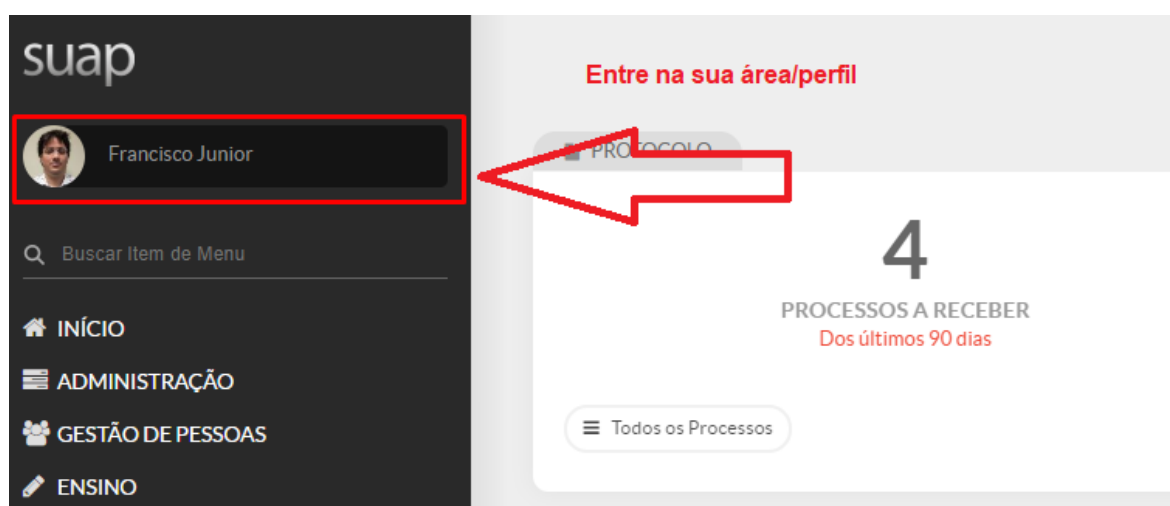 suap
Entre na sua área/perfil
Francisco Junior
PROTOCOLO
Buscar Item de Menu
4
PROCESSOS A RECEBER
Dos últimos 90 dias
INÍCIO
ADMINISTRAÇÃO
GESTÃO DE PESSOAS
ENSINO
Todos os Processos